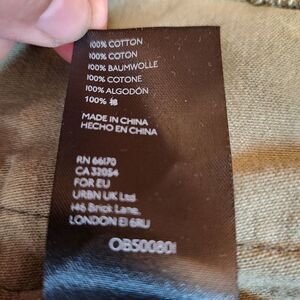 100% COTTON
100% COTON
100% BAUMWOLLE
100% COTONE
100% ALGODÓN
100% 棉
MADE IN CHINA
HECHO EN CHINA
RN 66170
CA 32054
FOR EU
URBN UK Ltd
146 Brick Lane,
LONDON E1 6RU
OB500801